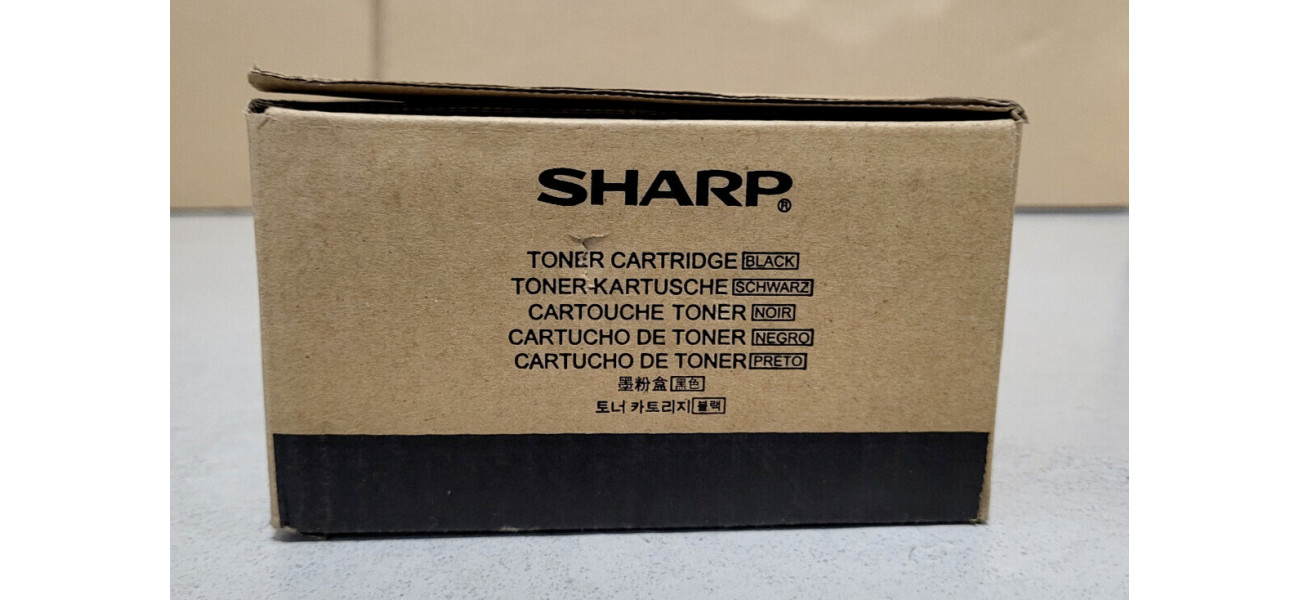 SHARP®
TONER CARTRIDGE BLACK
TONER-KARTUSCHE SCHWARZ
CARTOUCHE TONER NOIR
CARTUCHO DE TONER NEGRO
CARTUCHO DE TONER PRETO
墨粉盒 黑色
토너 카트리지 블랙